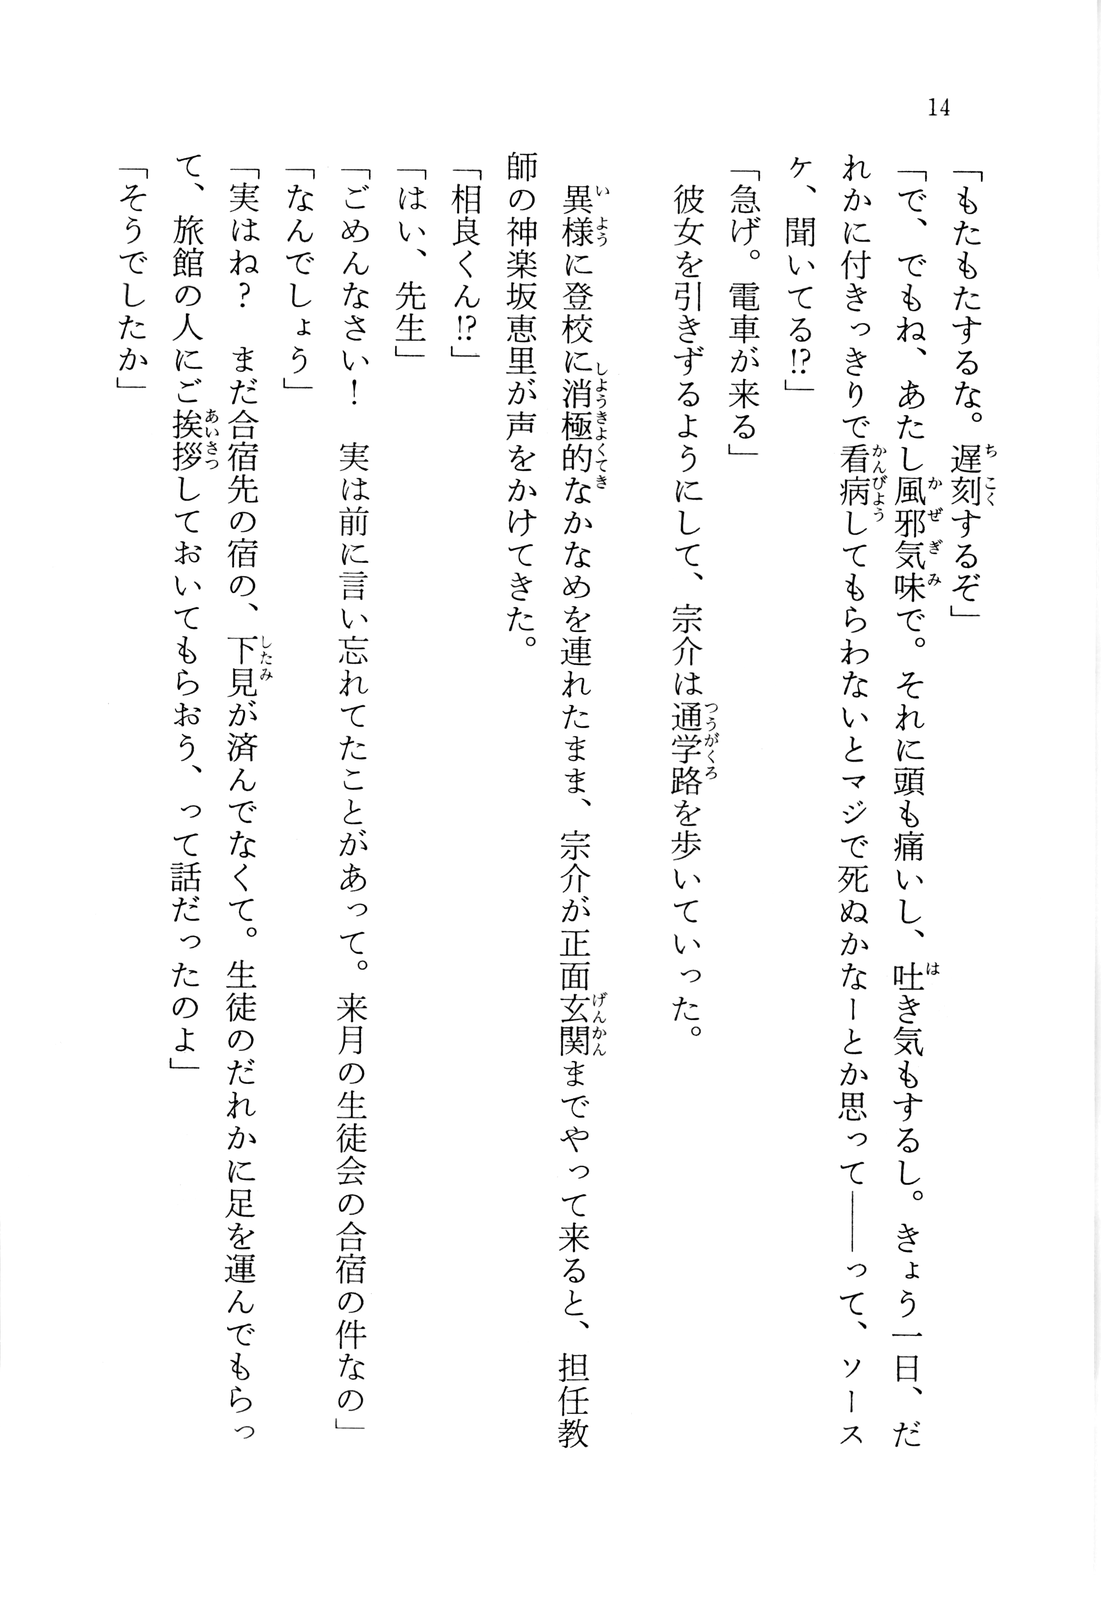 14
「もたもたするな。遅刻するぞ」
「で、でもね、あたし風邪気味で。それに頭も痛いし、吐き気もするし。きょう一日、だ
れかに付きっきりで看病してもらわないとマジで死ぬかなーとか思って――って、ソース
ケ、聞いてる!?」
「急げ。電車が来る」
彼女を引きずるようにして、宗介は通学路を歩いていった。
異様に登校に消極的なかなめを連れたまま、宗介が正面玄関までやって来ると、担任教
師の神楽坂恵里が声をかけてきた。
「相良くん!?」
「はい、先生」
「ごめんなさい！　実は前に言い忘れてたことがあって。来月の生徒会の合宿の件なの」
「なんでしょう」
「実はね？　まだ合宿先の宿の、下見が済んでなくて。生徒のだれかに足を運んでもらっ
て、旅館の人にご挨拶しておいてもらおう、って話だったのよ」
「そうでしたか」